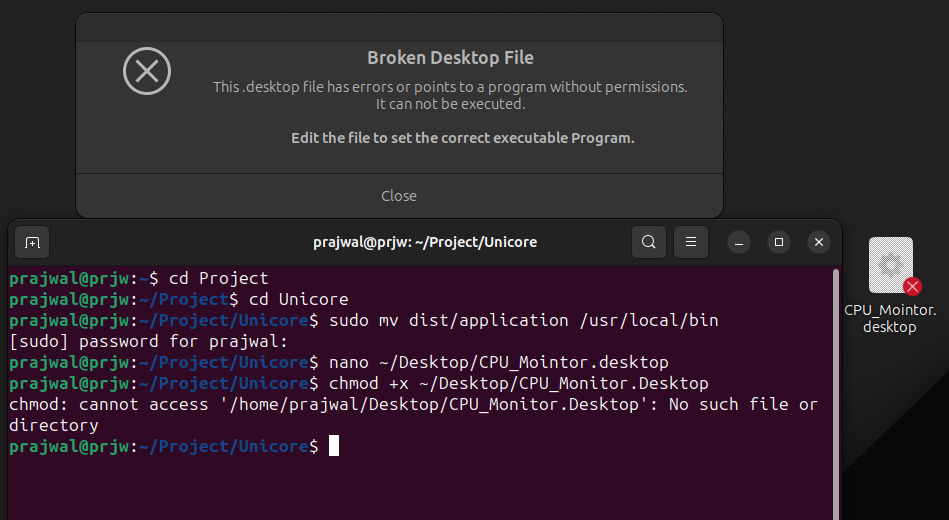 Broken Desktop File
This .desktop file has errors or points to a program without permissions.
It can not be executed.
Edit the file to set the correct executable Program.
Close
prajwal@prjw: ~/Project/Unicore
prajwal@prjw:~$ cd Project
prajwal@prjw:~/Project$ cd Unicore
prajwal@prjw:~/Project/Unicore$ sudo mv dist/application /usr/local/bin
[sudo] password for prajwal:
prajwal@prjw:~/Project/Unicore$ nano ~/Desktop/CPU_Mointor.desktop
prajwal@prjw:~/Project/Unicore$ chmod +x ~/Desktop/CPU_Monitor.Desktop
chmod: cannot access '/home/prajwal/Desktop/CPU_Monitor.Desktop': No such file or
directory
prajwal@prjw:~/Project/Unicore$
CPU_Mointor.
desktop